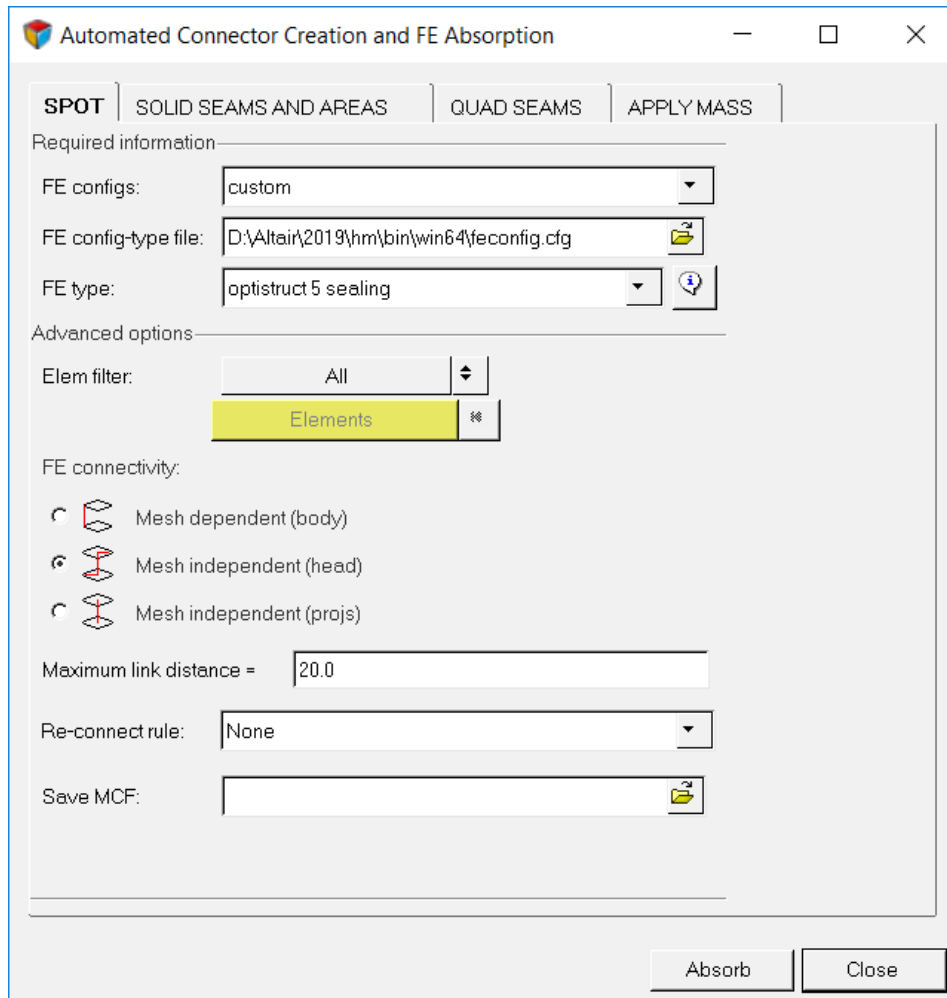 Automated Connector Creation and FE Absorption
SPOT SOLID SEAMS AND AREAS QUAD SEAMS APPLY MASS
Required information
FE configs: custom
FE config-type file: D:\Altair\2019\hm\bin\win64\feconfig.cfg
FE type: optistruct 5 sealing
Advanced options
Elem filter: All
Elements
FE connectivity:
Mesh dependent (body)
Mesh independent (head)
Mesh independent (projs)
Maximum link distance = 20.0
Re-connect rule: None
Save MCF:
Absorb Close